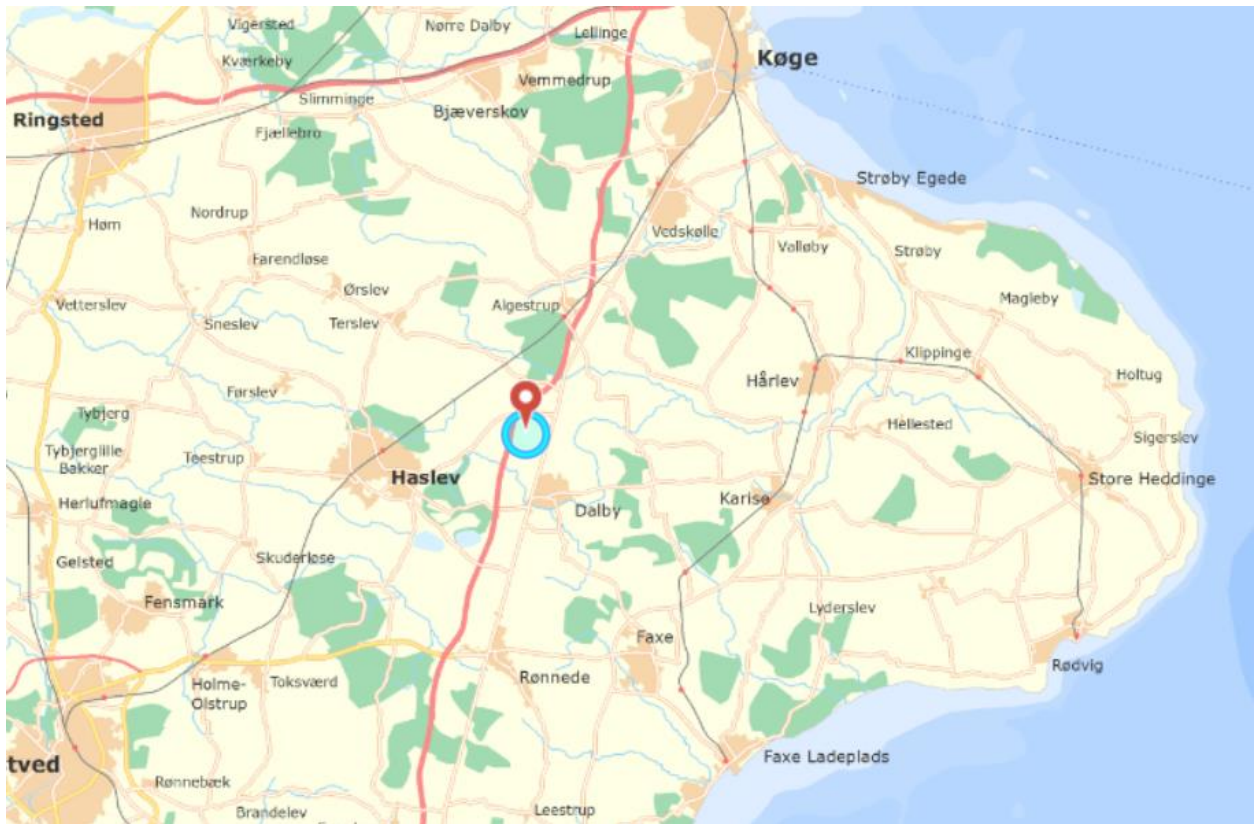 Vigersted
Nørre Dalby
Lellinge
Køge
Kværkeby
Vemmedrup
Slimminge
Bjæverskov
Ringsted
Fjællebro
Strøby Egede
Nordrup
Høm
Vedskølle
Valløby
Strøby
Farendløse
Ørslev
Algestrup
Magleby
Vetterslev
Sneslev
Terslev
Klippinge
Hårlev
Holtug
Førslev
Tybjerg
Hellested
Sigerslev
Tybjerglille
Bakker
Teestrup
Haslev
Store Heddinge
Karise
Herlufmagle
Dalby
Skuderløse
Gelsted
Fensmark
Lyderslev
Faxe
Rødvig
Rønnede
Holme-
Olstrup
Toksværd
Faxe Ladeplads
tved
Rønnebæk
Brandelev
Leestrup